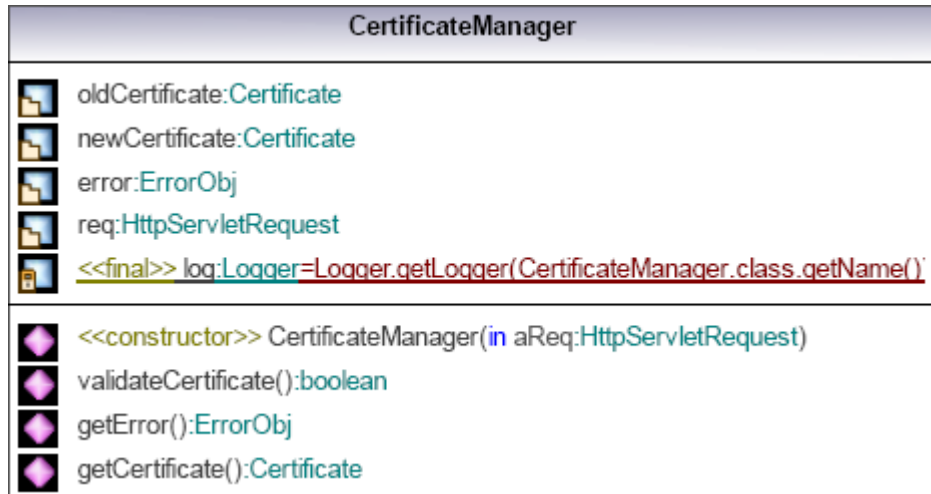 CertificateManager
oldCertificate:Certificate
newCertificate:Certificate
error:ErrorObj
req:HttpServletRequest
<<final>> log:Logger=Logger.getLogger(CertificateManager.class.getName()
<<constructor>> CertificateManager(in aReq:HttpServletRequest)
validateCertificate():boolean
getError():ErrorObj
getCertificate():Certificate